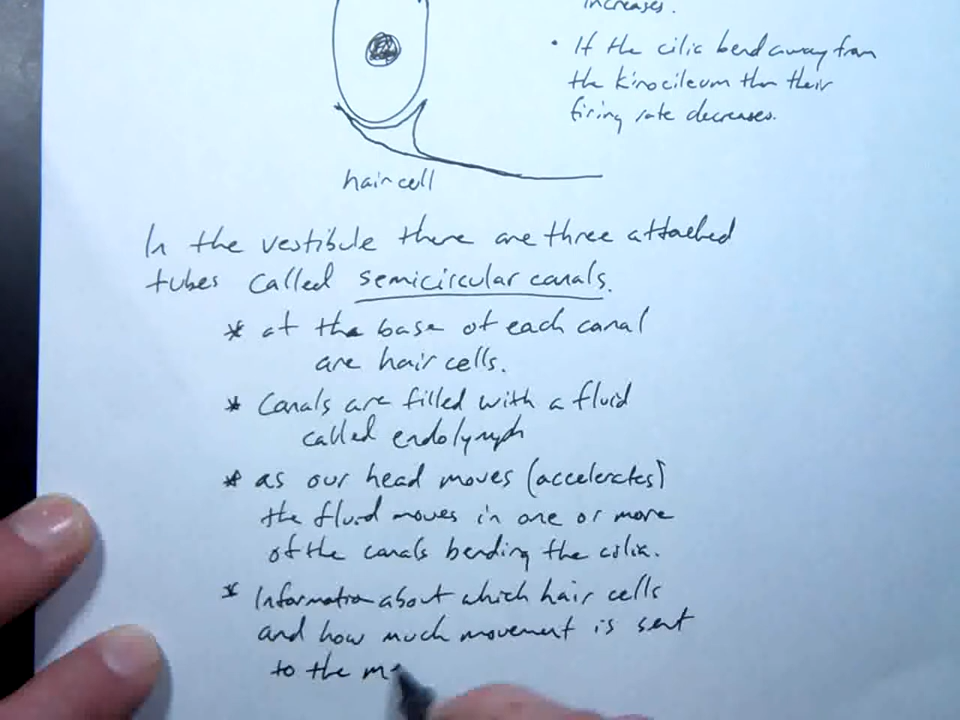 increases.
• If the cilia bend away from
the kinocileum then their
firing rate decreases.
hair cell
In the vestibule there are three attached
tubes called semicircular canals.
* at the base of each canal
are hair cells.
* Canals are filled with a fluid
called endolymph
* as our head moves (accelerates)
the fluid moves in one or more
of the canals bending the cilia.
* Information about which hair cells
and how much movement is sent
to the